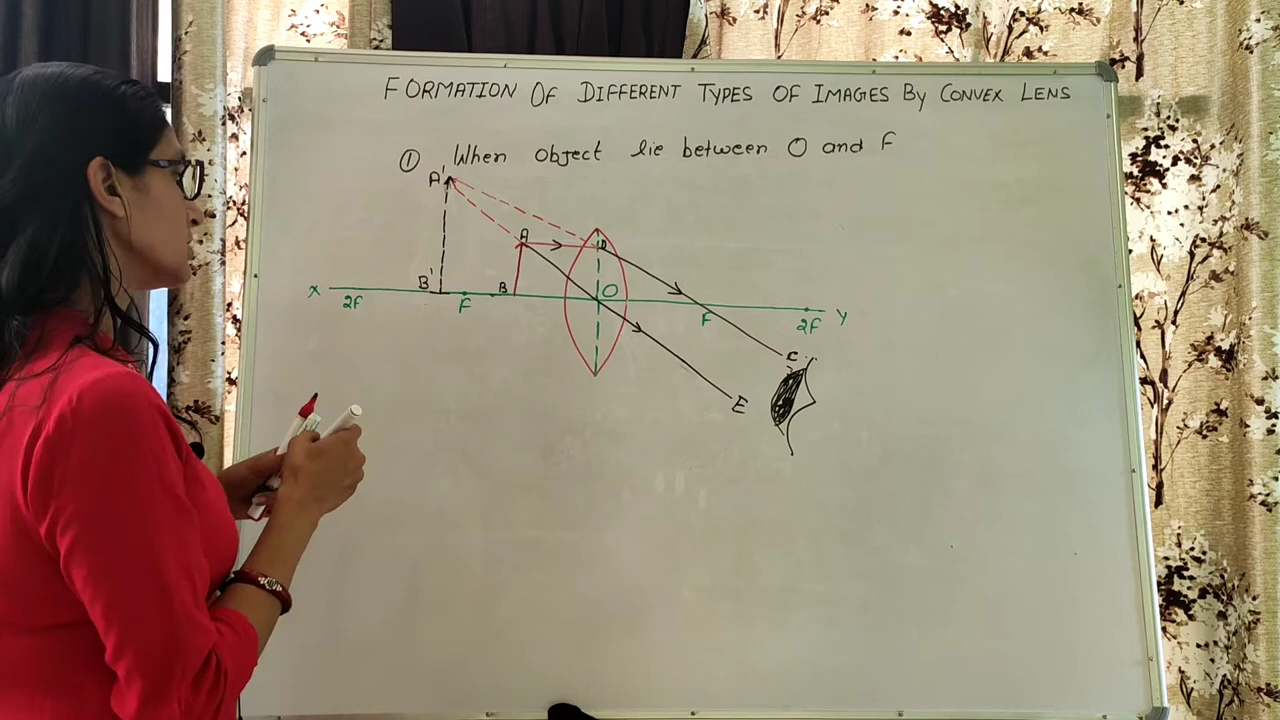 FORMATION OF DIFFERENT TYPES OF IMAGES BY CONVEX LENS
① When object lie between O and F
A'
A
D
B'
B
O
X
2F
F
F
2F
Y
C
E